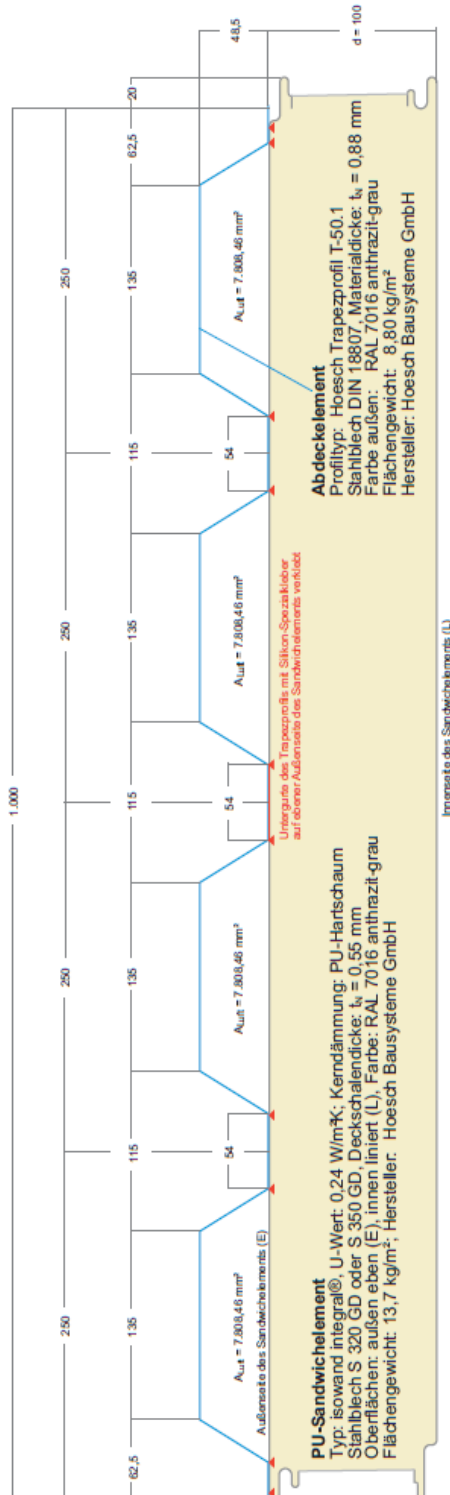 1.000
250
250
250
250
62,5
135
115
135
115
135
115
135
62,5
20
54
54
54
48,5
d = 100
ALuft = 7.808,46 mm²
ALuft = 7.808,46 mm²
ALuft = 7.808,46 mm²
ALuft = 7.808,46 mm²
Außenseite des Sandwichelements (E)
Untergurte des Trapezprofils mit Silikon-Spezialkleber
auf ebener Außenseite des Sandwichelements verklebt
PU-Sandwichelement
Typ: isowand integral®, U-Wert: 0,24 W/m²K; Kerndämmung: PU-Hartschaum
Stahlblech S 320 GD oder S 350 GD, Deckschalendicke: tN = 0,55 mm
Oberflächen: außen eben (E), innen liniert (L), Farbe: RAL 7016 anthrazit-grau
Flächengewicht: 13,7 kg/m²; Hersteller: Hoesch Bausysteme GmbH
Abdeckelement
Profiltyp: Hoesch Trapezprofil T-50.1
Stahlblech DIN 18807, Materialdicke: tN = 0,88 mm
Farbe außen: RAL 7016 anthrazit-grau
Flächengewicht: 8,80 kg/m²
Hersteller: Hoesch Bausysteme GmbH
Innenseite des Sandwichelements (L)